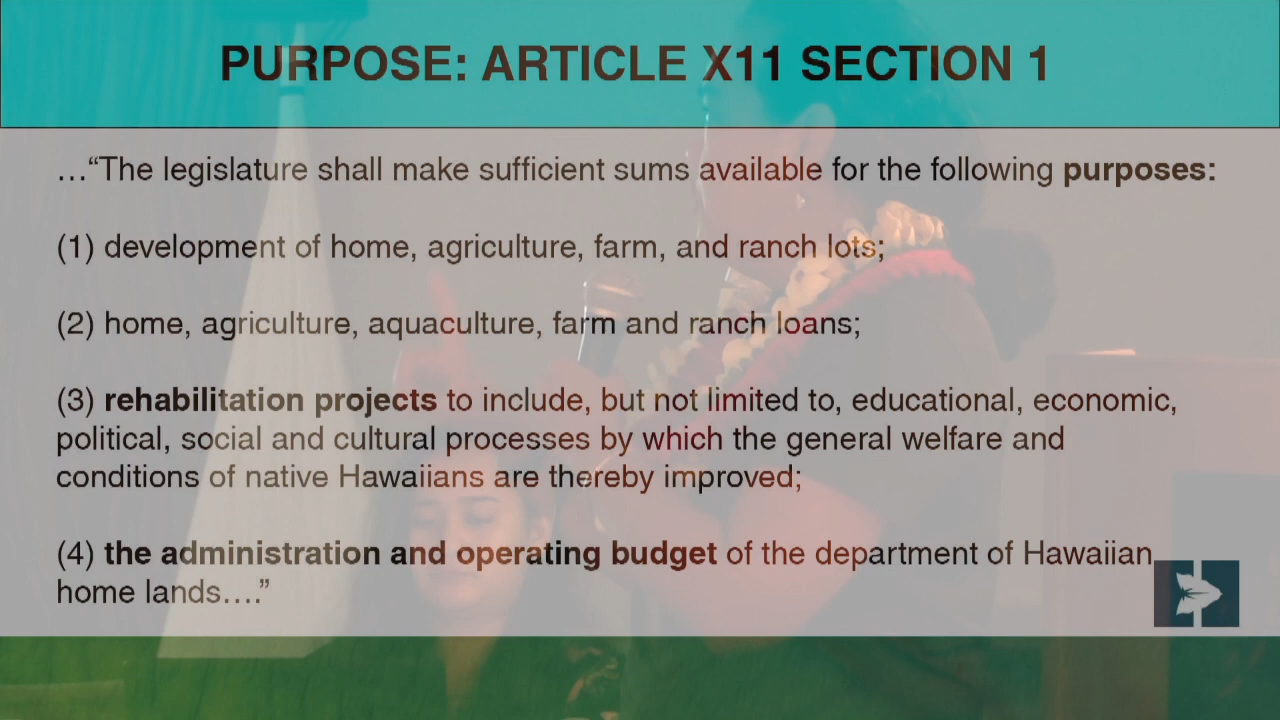 PURPOSE: ARTICLE X11 SECTION 1
…“The legislature shall make sufficient sums available for the following purposes:
(1) development of home, agriculture, farm, and ranch lots;
(2) home, agriculture, aquaculture, farm and ranch loans;
(3) rehabilitation projects to include, but not limited to, educational, economic,
political, social and cultural processes by which the general welfare and
conditions of native Hawaiians are thereby improved;
(4) the administration and operating budget of the department of Hawaiian
home lands….”